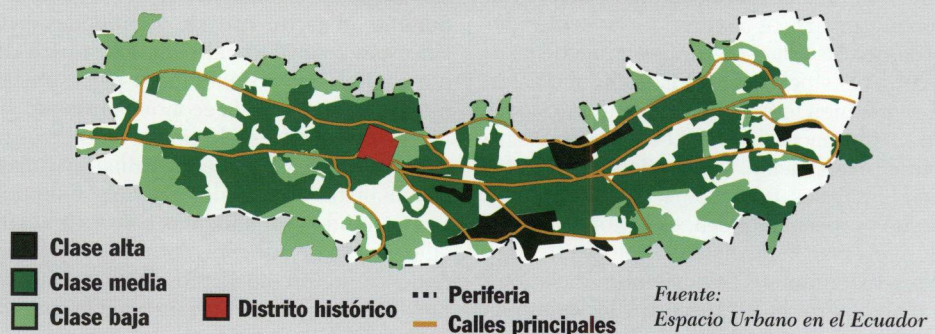 Clase alta
Clase media
Clase baja
Distrito histórico
Periferia
Calles principales
Fuente:
Espacio Urbano en el Ecuador